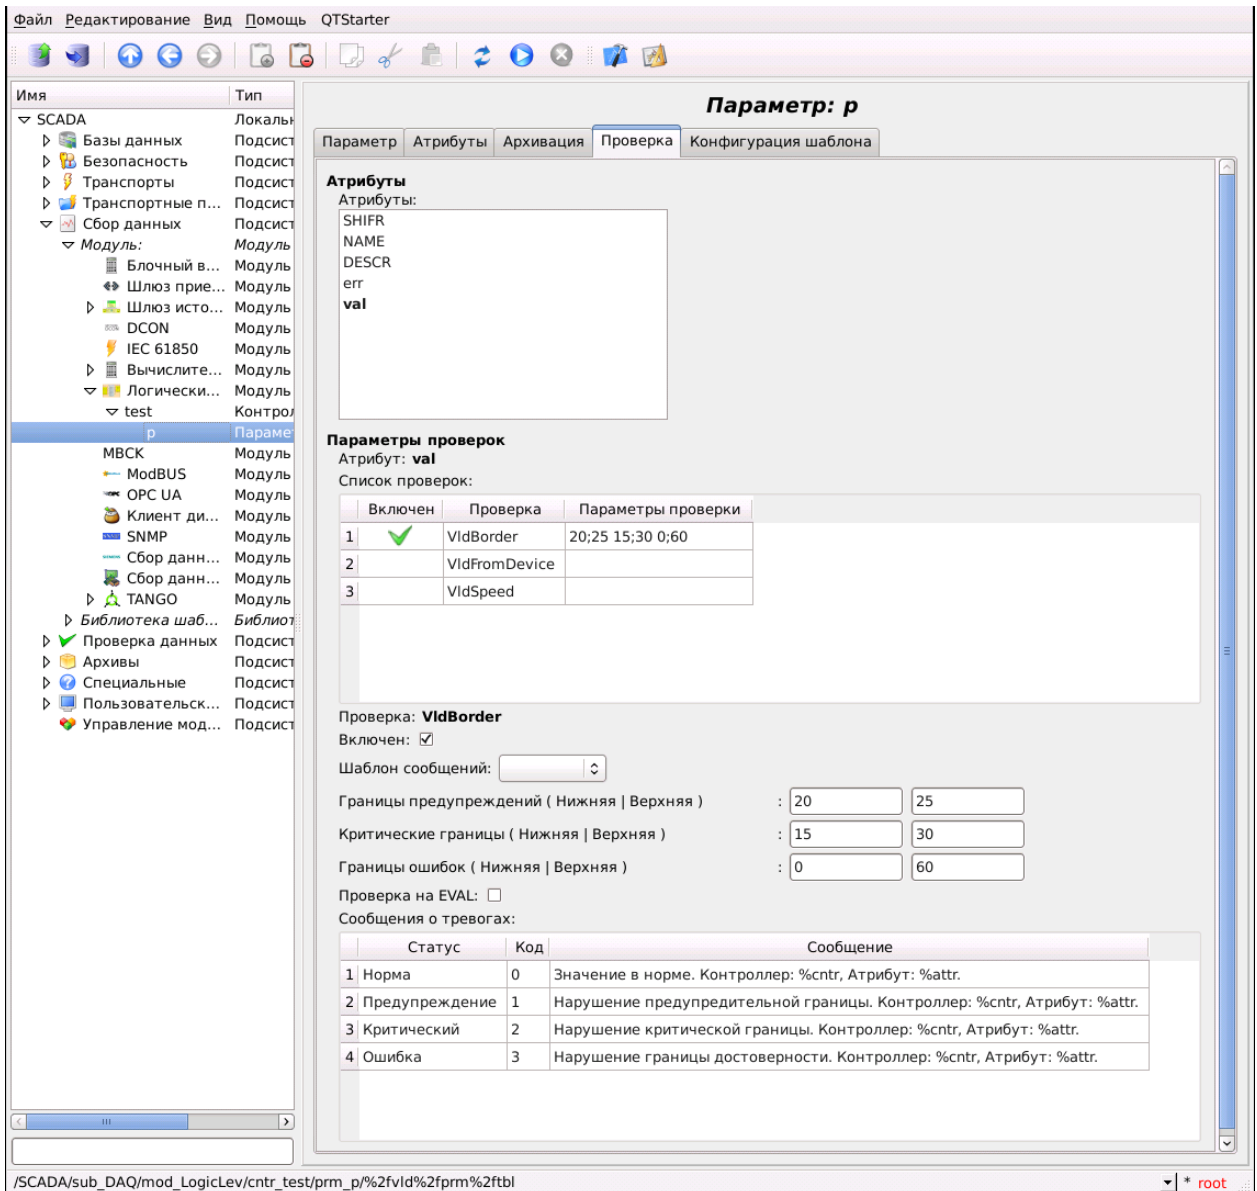 Файл Редактирование Вид Помощь QTStarter
Имя Тип
SCADA Локальн
Базы данных Подсист
Безопасность Подсист
Транспорты Подсист
Транспортные п... Подсист
Сбор данных Подсист
Модуль: Модуль
Блочный в... Модуль
Шлюз прие... Модуль
Шлюз исто... Модуль
DCON Модуль
IEC 61850 Модуль
Вычислите... Модуль
Логически... Модуль
test Контрол
p Параме
МВСК Модуль
ModBUS Модуль
OPC UA Модуль
Клиент ди... Модуль
SNMP Модуль
Сбор данн... Модуль
Сбор данн... Модуль
TANGO Модуль
Библиотека шаб... Библиот
Проверка данных Подсист
Архивы Подсист
Специальные Подсист
Пользовательск... Подсист
Управление мод... Подсист
Параметр: p
Параметр Атрибуты Архивация Проверка Конфигурация шаблона
Атрибуты
Атрибуты:
SHIFR
NAME
DESCR
err
val
Параметры проверок
Атрибут: val
Список проверок:
Включен Проверка Параметры проверки
1 VldBorder 20;25 15;30 0;60
2 VldFromDevice
3 VldSpeed
Проверка: VldBorder
Включен:
Шаблон сообщений:
Границы предупреждений ( Нижняя | Верхняя ) : 20 25
Критические границы ( Нижняя | Верхняя ) : 15 30
Границы ошибок ( Нижняя | Верхняя ) : 0 60
Проверка на EVAL:
Сообщения о тревогах:
Статус Код Сообщение
1 Норма 0 Значение в норме. Контроллер: %cntr, Атрибут: %attr.
2 Предупреждение 1 Нарушение предупредительной границы. Контроллер: %cntr, Атрибут: %attr.
3 Критический 2 Нарушение критической границы. Контроллер: %cntr, Атрибут: %attr.
4 Ошибка 3 Нарушение границы достоверности. Контроллер: %cntr, Атрибут: %attr.
/SCADA/sub_DAQ/mod_LogicLev/cntr_test/prm_p/%2fvld%2fprm%2ftbl * root